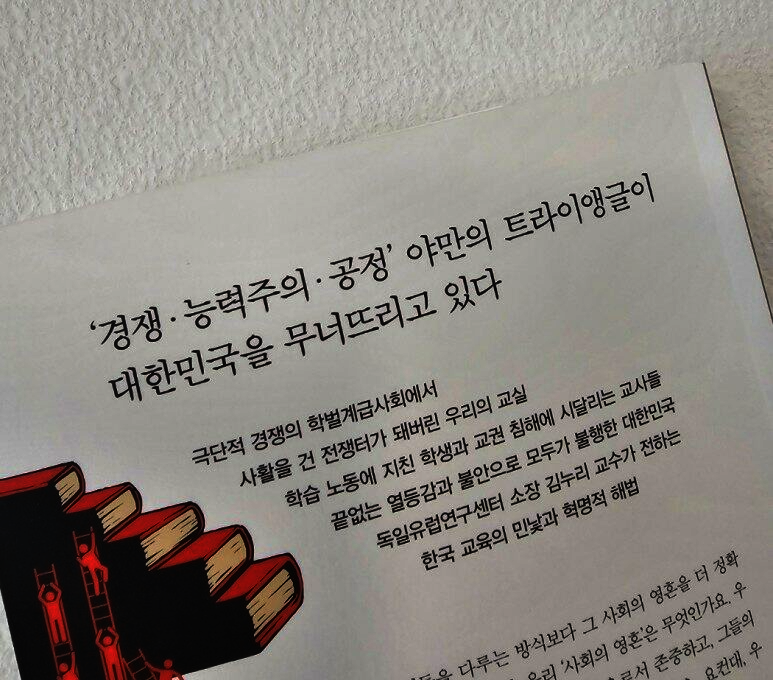 ‘경쟁·능력주의·공정’ 야만의 트라이앵글이
대한민국을 무너뜨리고 있다
극단적 경쟁의 학벌계급사회에서
사활을 건 전쟁터가 돼버린 우리의 교실
학습 노동에 지친 학생과 교권 침해에 시달리는 교사들
끝없는 열등감과 불안으로 모두가 불행한 대한민국
독일유럽연구센터 소장 김누리 교수가 전하는
한국 교육의 민낯과 혁명적 해법
다루는 방식보다 그 사회의 영혼을 더 정확
우리 ‘사회의 영혼’은 무엇인가요. 우
존중하고, 그들의
요컨대, 우